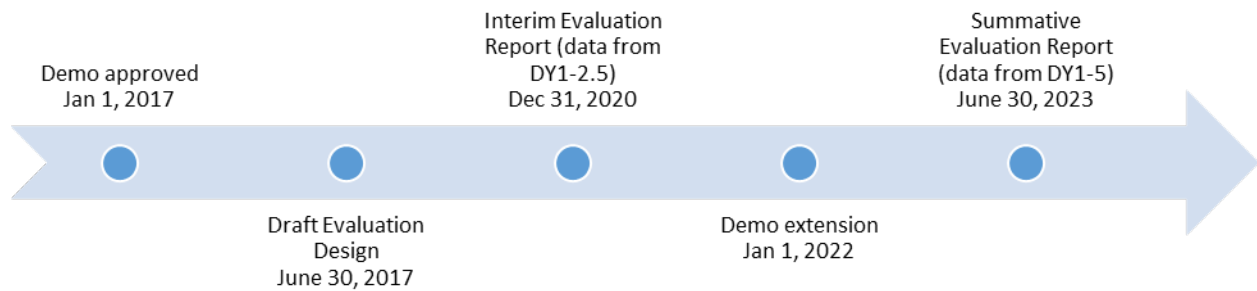 Demo approved
Jan 1, 2017
Draft Evaluation
Design
June 30, 2017
Interim Evaluation
Report (data from
DY1-2.5)
Dec 31, 2020
Demo extension
Jan 1, 2022
Summative
Evaluation Report
(data from DY1-5)
June 30, 2023